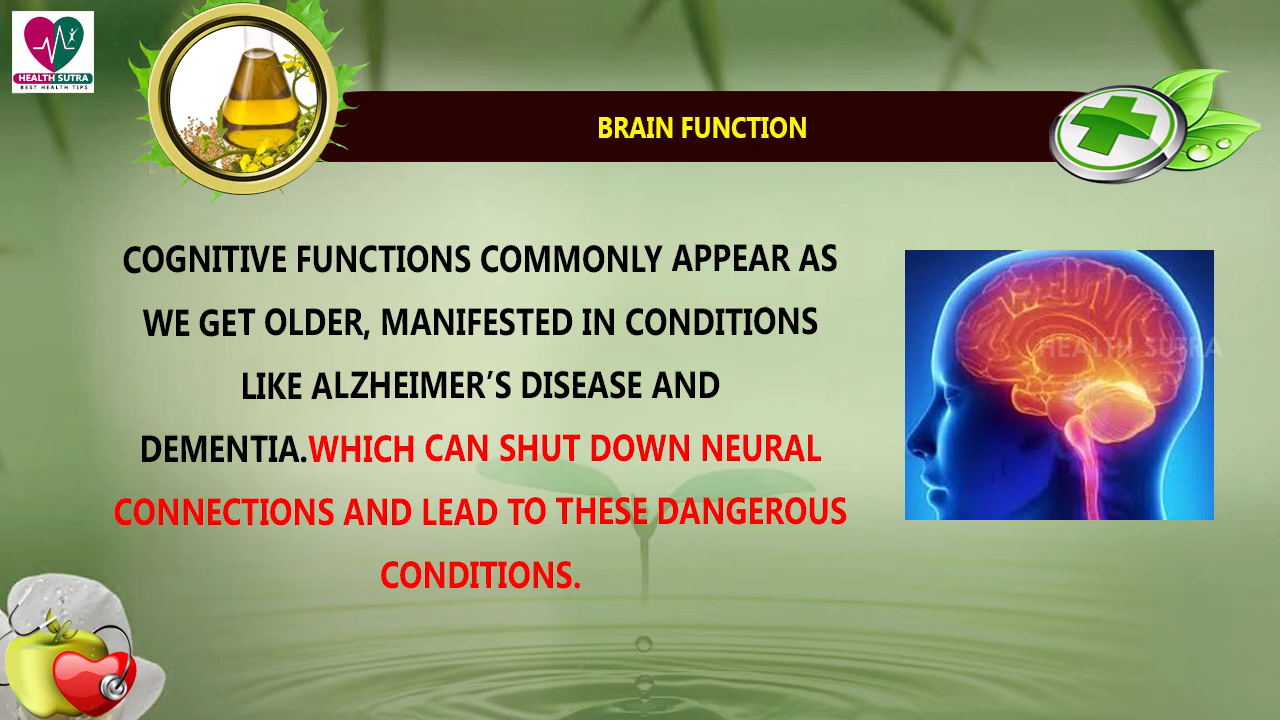 HEALTH SUTRA
BEST HEALTH TIPS
BRAIN FUNCTION
COGNITIVE FUNCTIONS COMMONLY APPEAR AS
WE GET OLDER, MANIFESTED IN CONDITIONS
LIKE ALZHEIMER’S DISEASE AND
DEMENTIA.WHICH CAN SHUT DOWN NEURAL
CONNECTIONS AND LEAD TO THESE DANGEROUS
CONDITIONS.
HEALTH SUTRA